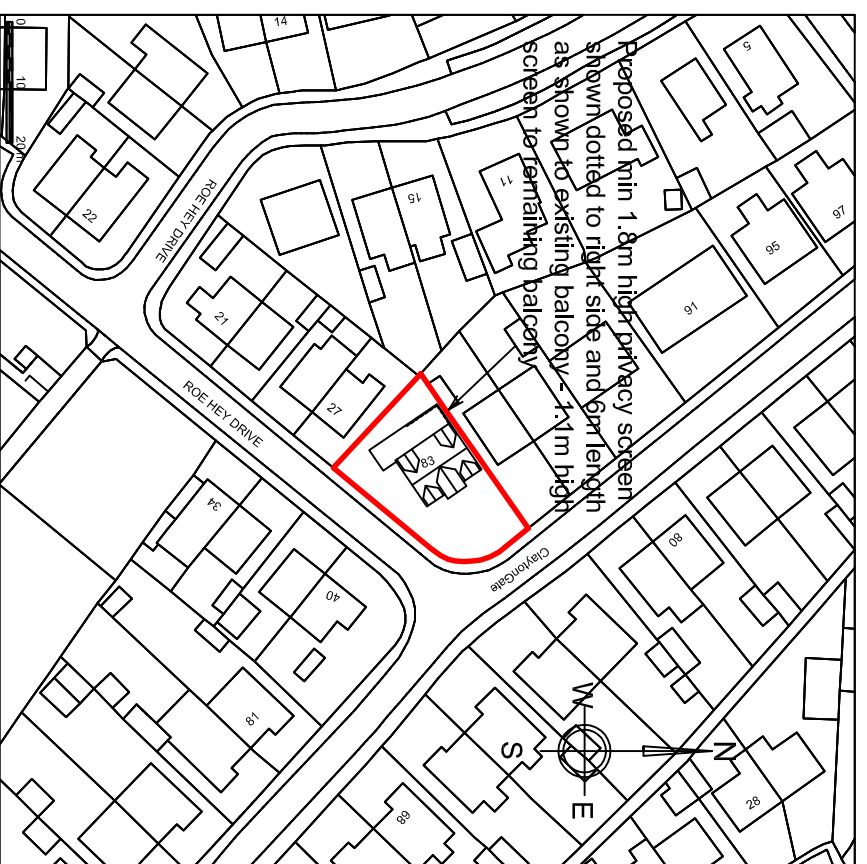 Proposed min 1.8m high privacy screen
shown dotted to right side and 6m length
as shown to existing balcony - 1.1m high
screen to remaining balcony
ROE HEY DRIVE
ROE HEY DRIVE
ClaytonGate
N
E
S
W
0
10
20m
14
5
97
95
91
11
15
22
21
27
83
34
40
81
80
89
28